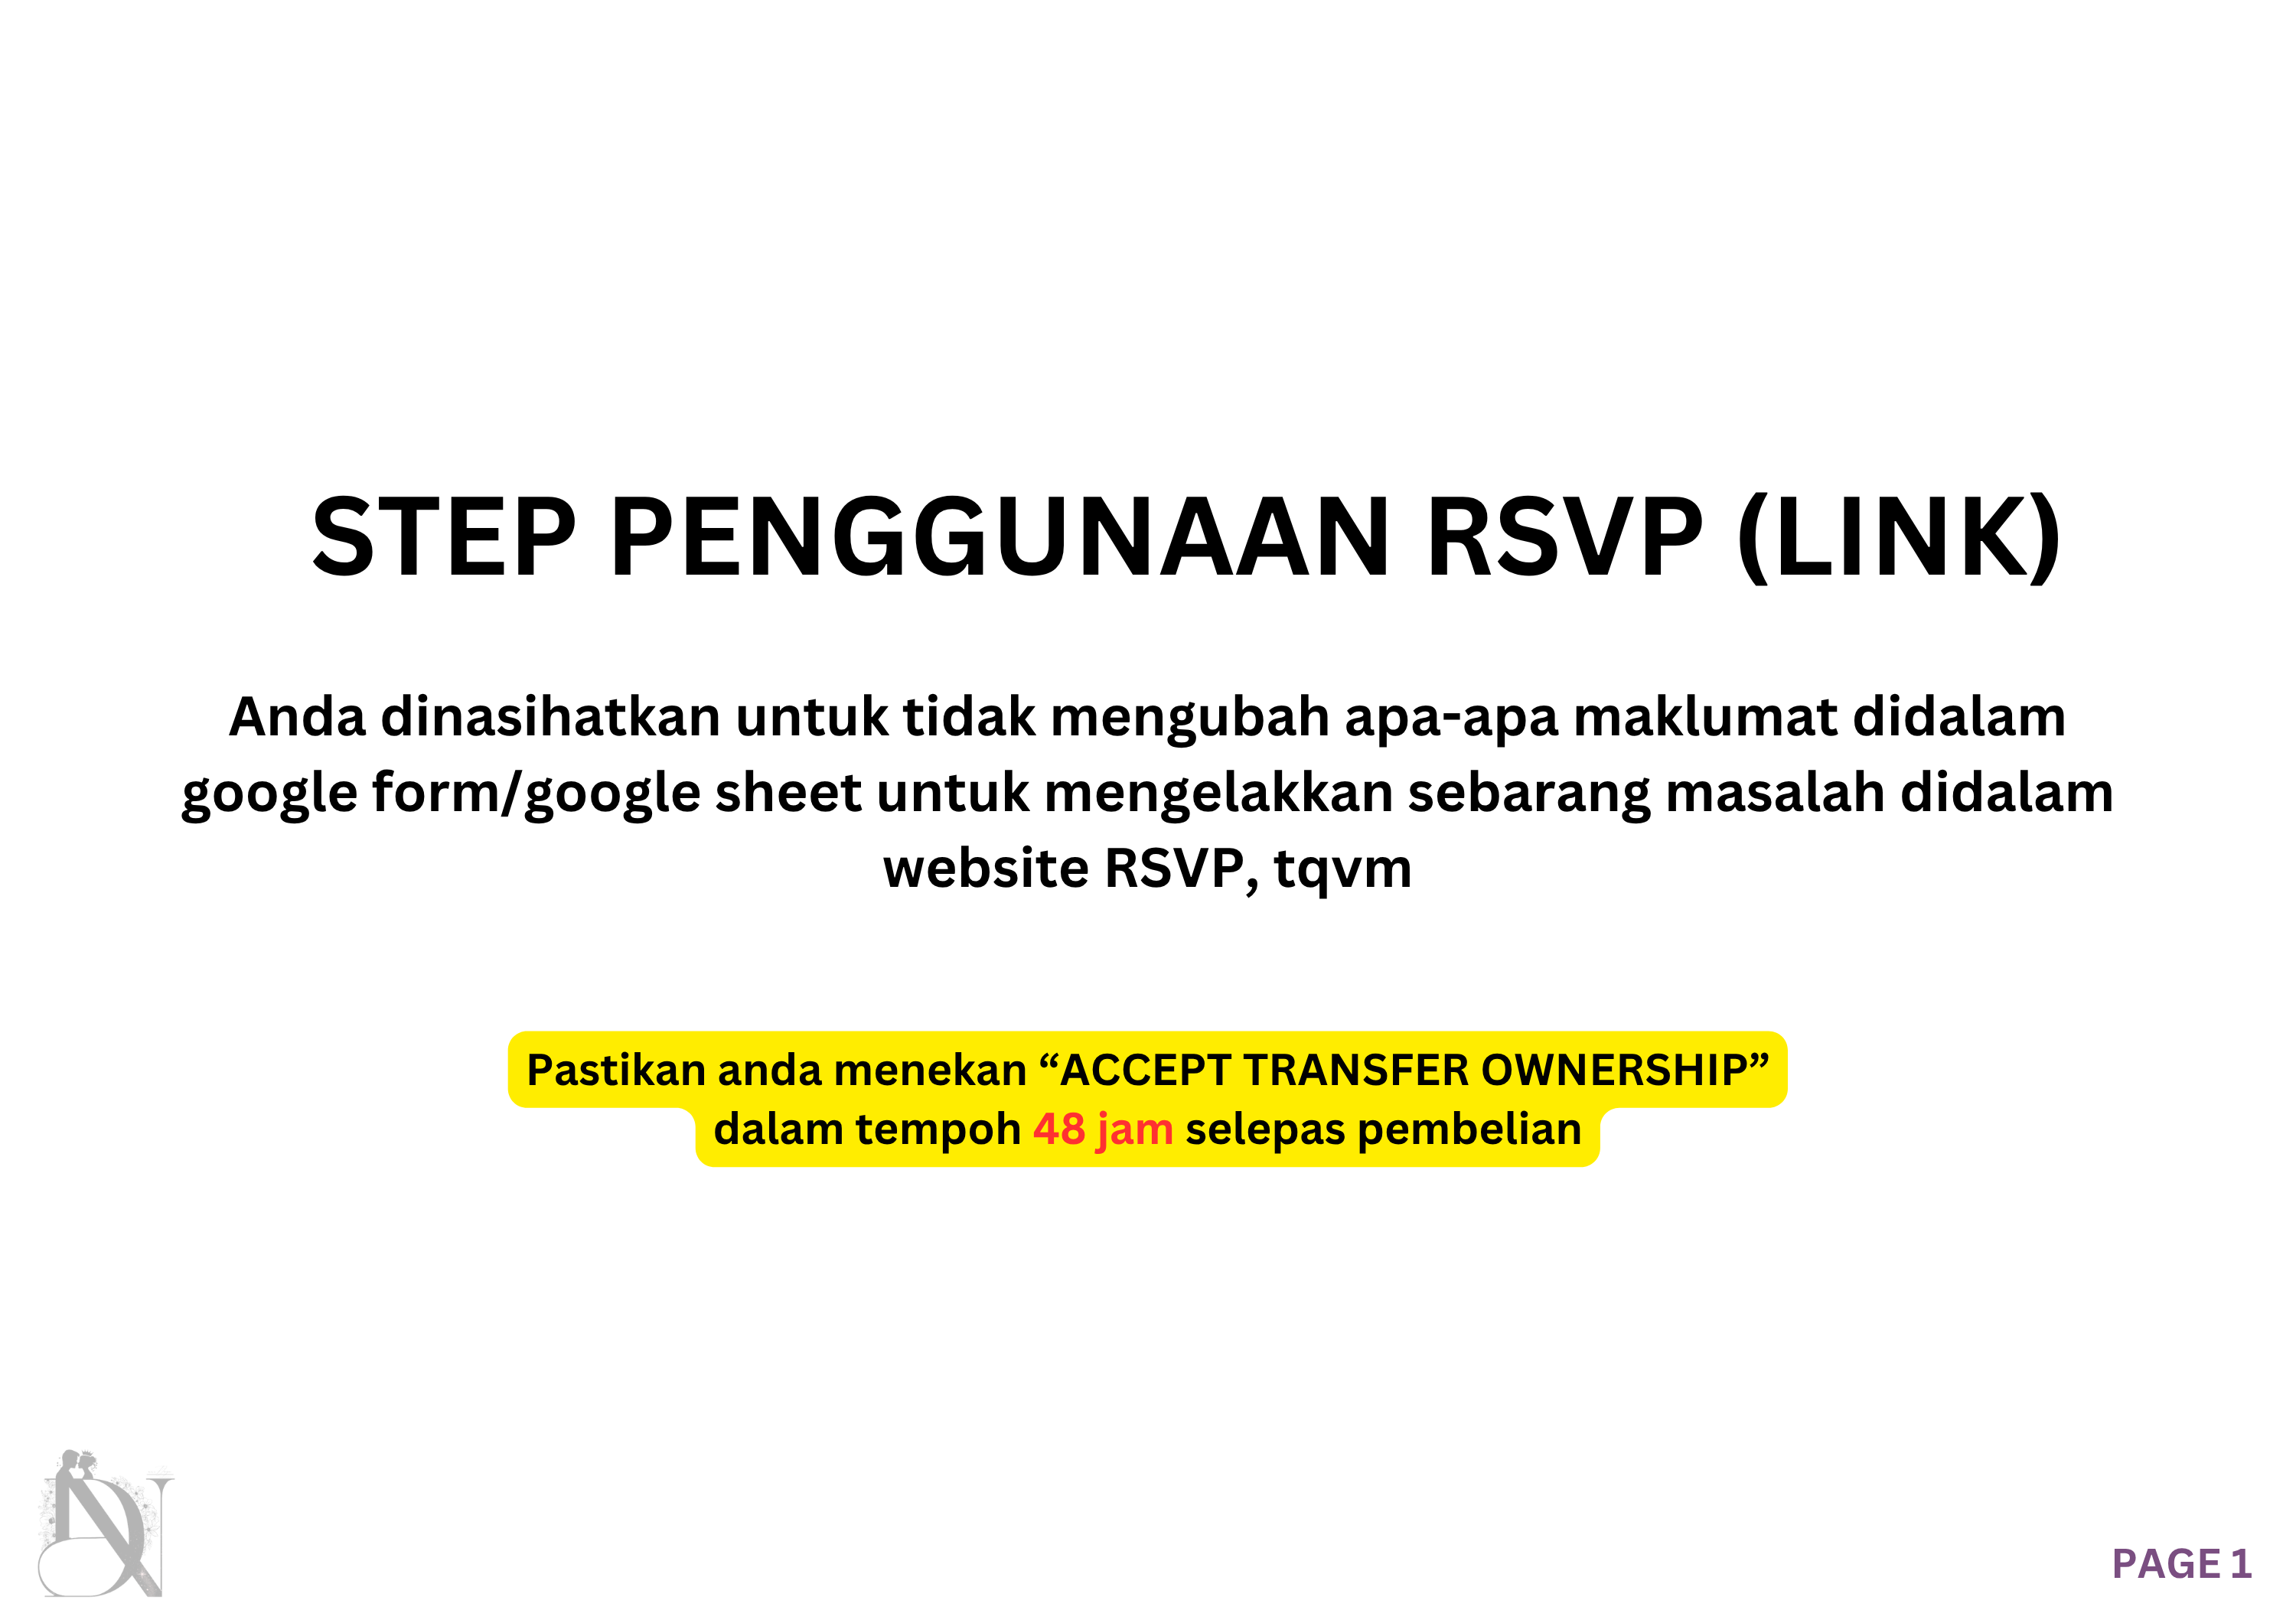 STEP PENGGUNAAN RSVP (LINK)
Anda dinasihatkan untuk tidak mengubah apa-apa maklumat didalam
google form/google sheet untuk mengelakkan sebarang masalah didalam
website RSVP, tqvm
Pastikan anda menekan “ACCEPT TRANSFER OWNERSHIP”
dalam tempoh 48 jam selepas pembelian
PAGE 1